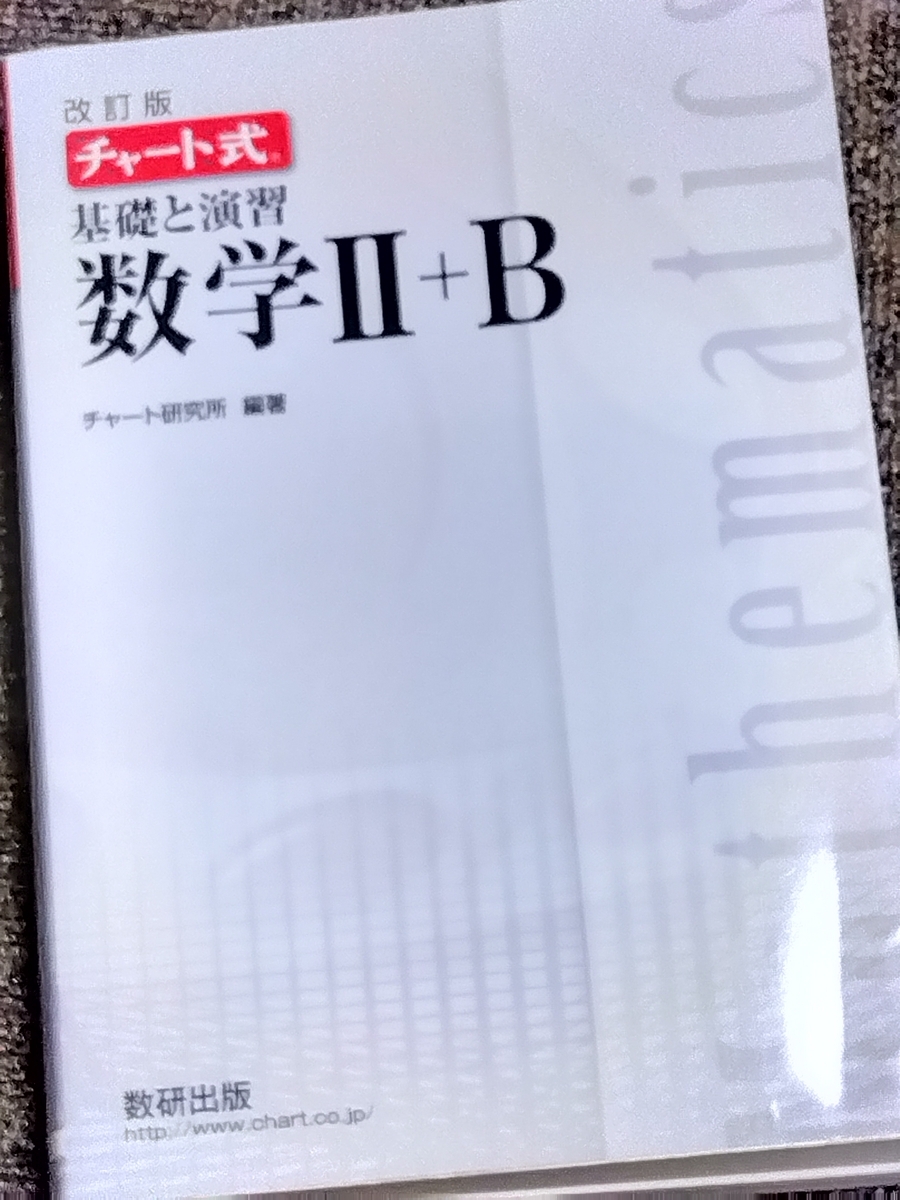 改訂版
チャート式®
基礎と演習
数学Ⅱ+B
チャート研究所 編著
mathematics
数研出版
http://www.chart.co.jp/